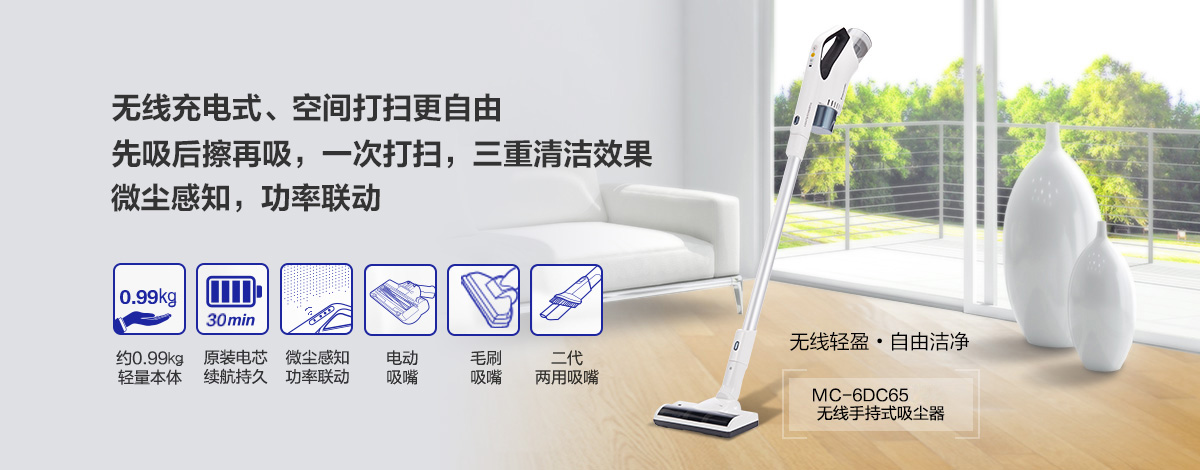 无线充电式、空间打扫更自由
先吸后擦再吸，一次打扫，三重清洁效果
微尘感知，功率联动
0.99kg
30min
约0.99kg
轻量本体
原装电芯
续航持久
微尘感知
功率联动
电动
吸嘴
毛刷
吸嘴
二代
两用吸嘴
无线轻盈·自由洁净
MC-6DC65
无线手持式吸尘器